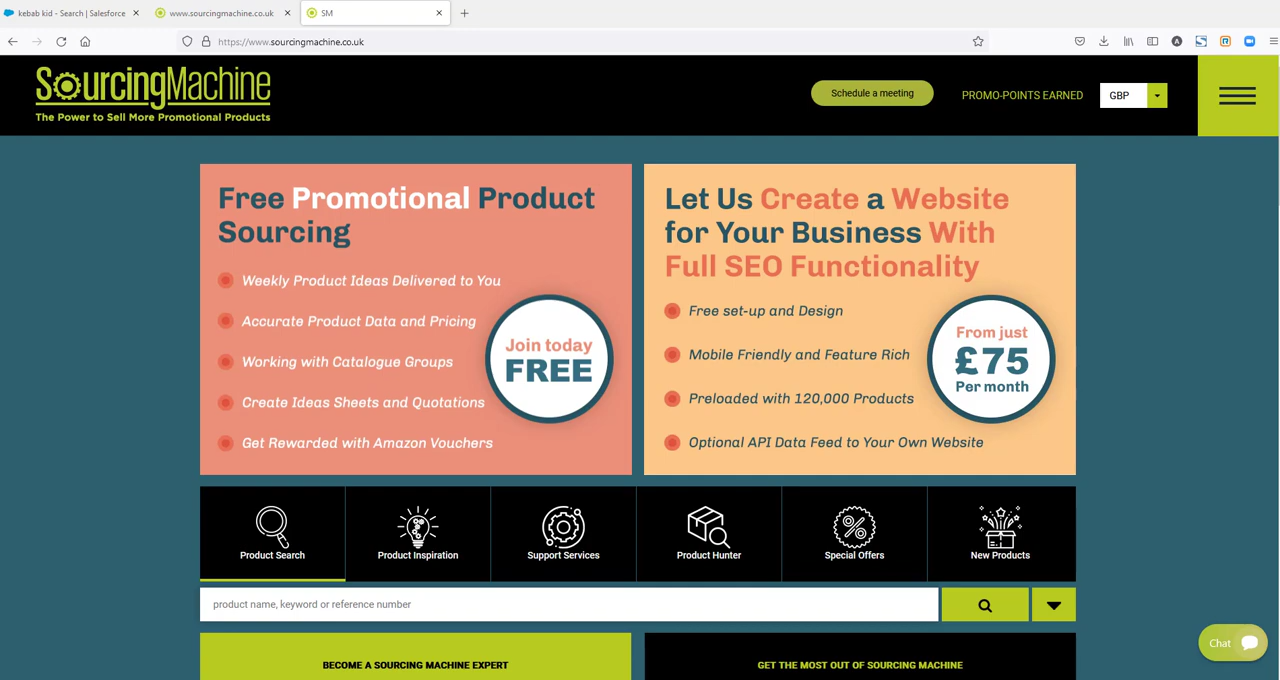 kebab kid - Search | Salesforce
www.sourcingmachine.co.uk
SM
https://www.sourcingmachine.co.uk
SourcingMachine
The Power to Sell More Promotional Products
Schedule a meeting
PROMO-POINTS EARNED
GBP
Free Promotional Product
Sourcing
Weekly Product Ideas Delivered to You
Accurate Product Data and Pricing
Working with Catalogue Groups
Create Ideas Sheets and Quotations
Get Rewarded with Amazon Vouchers
Join today
FREE
Let Us Create a Website
for Your Business With
Full SEO Functionality
Free set-up and Design
Mobile Friendly and Feature Rich
Preloaded with 120,000 Products
Optional API Data Feed to Your Own Website
From just
£75
Per month
Product Search
Product Inspiration
Support Services
Product Hunter
Special Offers
New Products
product name, keyword or reference number
BECOME A SOURCING MACHINE EXPERT
GET THE MOST OUT OF SOURCING MACHINE
Chat